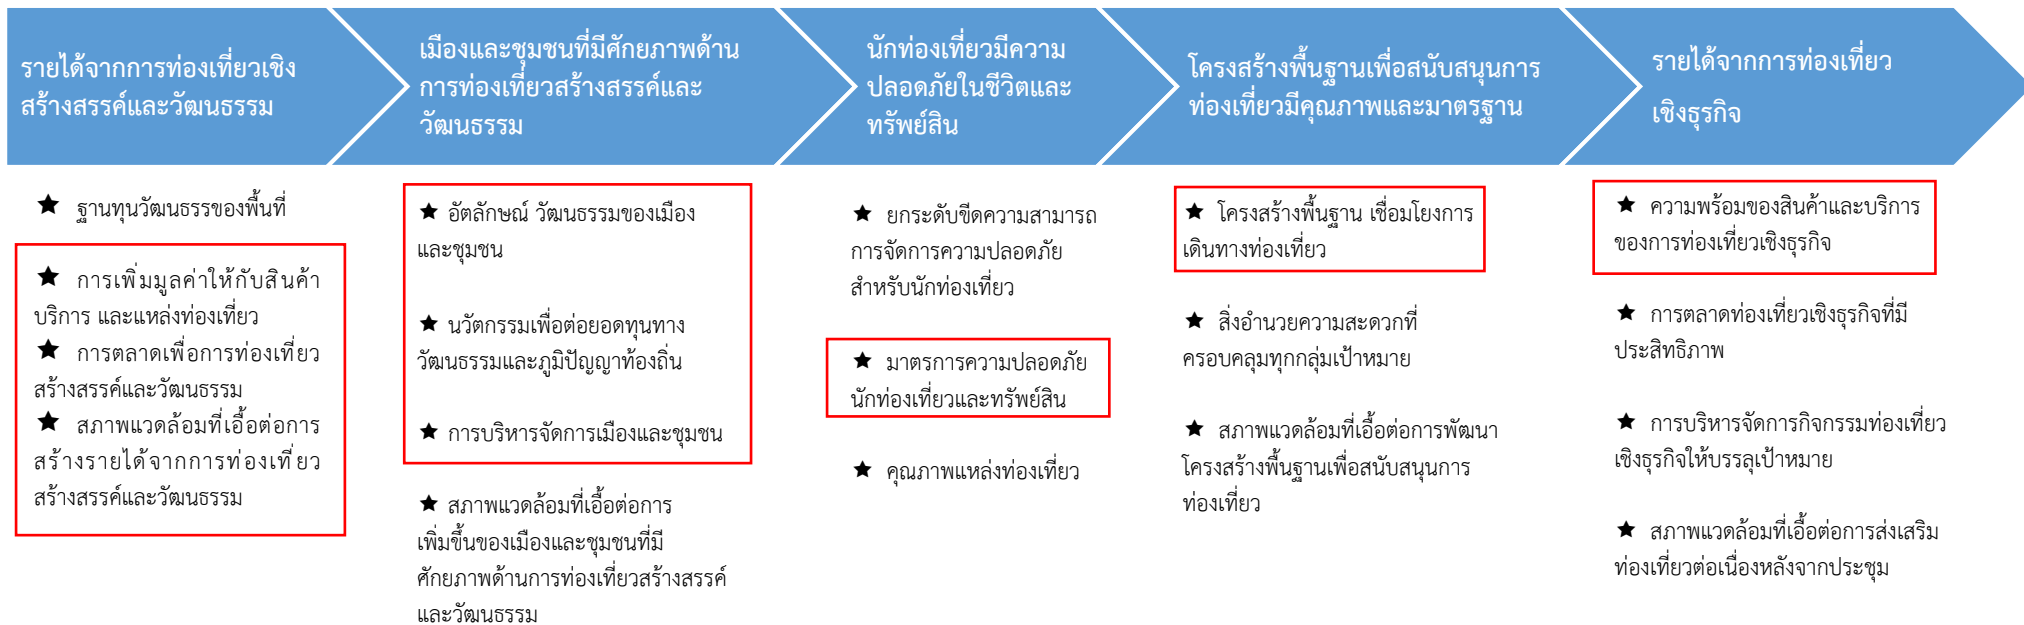 รายได้จากการท่องเที่ยวเชิง
สร้างสรรค์และวัฒนธรรม
เมืองและชุมชนที่มีศักยภาพด้าน
การท่องเที่ยวสร้างสรรค์และ
วัฒนธรรม
นักท่องเที่ยวมีความ
ปลอดภัยในชีวิตและ
ทรัพย์สิน
โครงสร้างพื้นฐานเพื่อสนับสนุนการ
ท่องเที่ยวมีคุณภาพและมาตรฐาน
รายได้จากการท่องเที่ยว
เชิงธุรกิจ
★ ฐานทุนวัฒนธรรของพื้นที่
★ การเพิ่มมูลค่าให้กับสินค้า
บริการ และแหล่งท่องเที่ยว
★ การตลาดเพื่อการท่องเที่ยว
สร้างสรรค์และวัฒนธรรม
★ สภาพแวดล้อมที่เอื้อต่อการ
สร้างรายได้จากการท่องเที่ยว
สร้างสรรค์และวัฒนธรรม
★ อัตลักษณ์ วัฒนธรรมของเมือง
และชุมชน
★ นวัตกรรมเพื่อต่อยอดทุนทาง
วัฒนธรรมและภูมิปัญญาท้องถิ่น
★ การบริหารจัดการเมืองและชุมชน
★ สภาพแวดล้อมที่เอื้อต่อการ
เพิ่มขึ้นของเมืองและชุมชนที่มี
ศักยภาพด้านการท่องเที่ยวสร้างสรรค์
และวัฒนธรรม
★ ยกระดับขีดความสามารถ
การจัดการความปลอดภัย
สำหรับนักท่องเที่ยว
★ มาตรการความปลอดภัย
นักท่องเที่ยวและทรัพย์สิน
★ คุณภาพแหล่งท่องเที่ยว
★ โครงสร้างพื้นฐาน เชื่อมโยงการ
เดินทางท่องเที่ยว
★ สิ่งอำนวยความสะดวกที่
ครอบคลุมทุกกลุ่มเป้าหมาย
★ สภาพแวดล้อมที่เอื้อต่อการพัฒนา
โครงสร้างพื้นฐานเพื่อสนับสนุนการ
ท่องเที่ยว
★ ความพร้อมของสินค้าและบริการ
ของการท่องเที่ยวเชิงธุรกิจ
★ การตลาดท่องเที่ยวเชิงธุรกิจที่มี
ประสิทธิภาพ
★ การบริหารจัดการกิจกรรมท่องเที่ยว
เชิงธุรกิจให้บรรลุเป้าหมาย
★ สภาพแวดล้อมที่เอื้อต่อการส่งเสริม
ท่องเที่ยวต่อเนื่องหลังจากประชุม